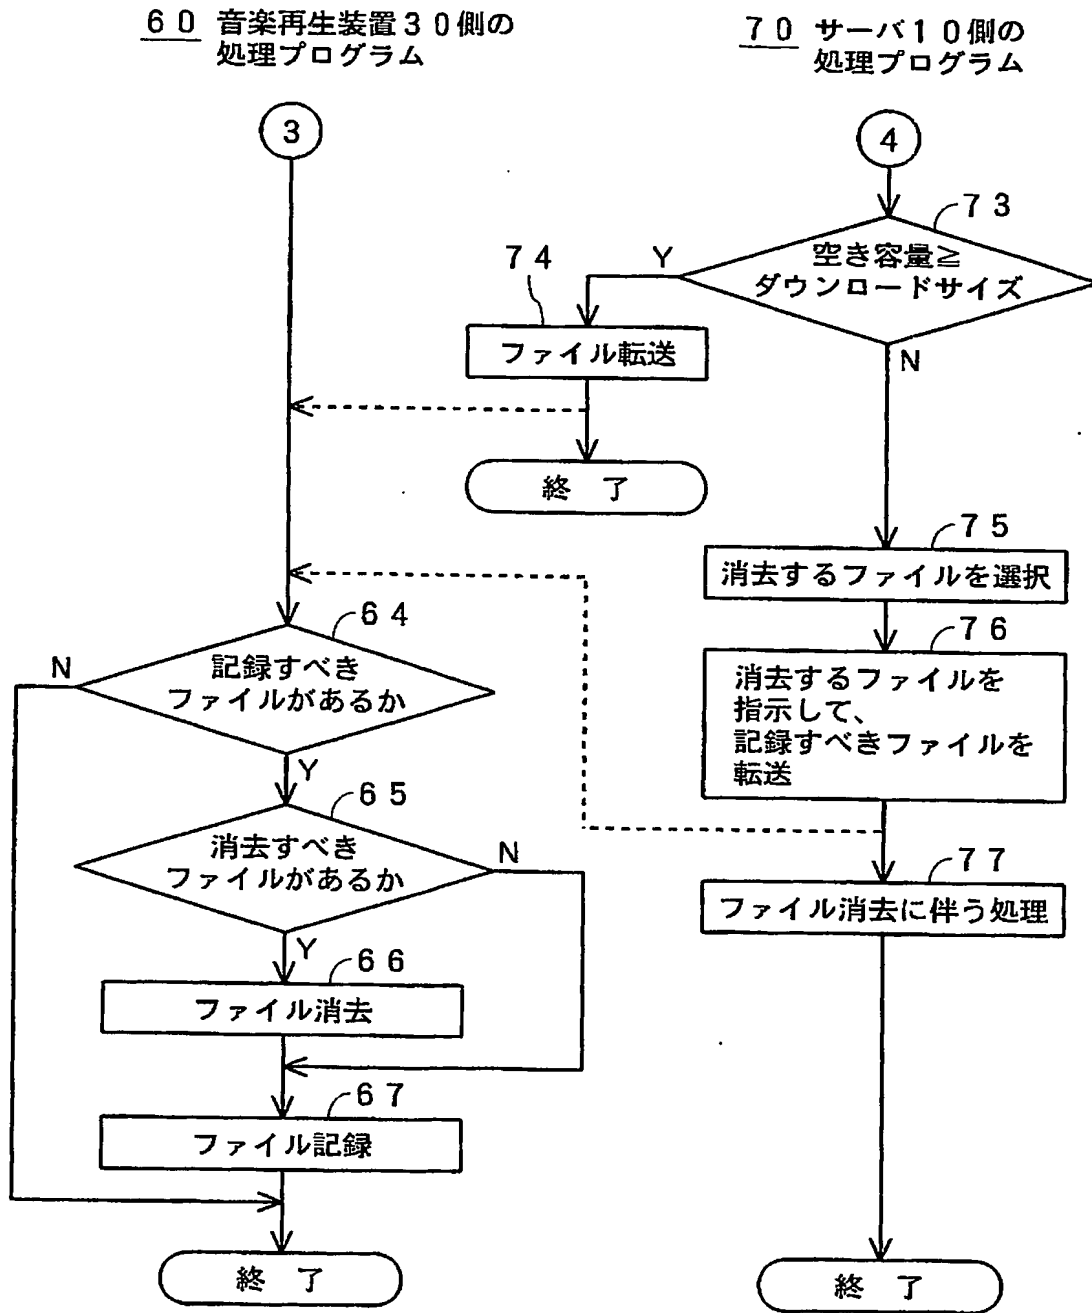 ６０ 音楽再生装置３０側の
処理プログラム
７０ サーバ１０側の
処理プログラム
3
4
７３
空き容量≧
ダウンロードサイズ
Y
N
７４
ファイル転送
終　了
７５
消去するファイルを選択
７６
消去するファイルを
指示して、
記録すべきファイルを
転送
７７
ファイル消去に伴う処理
終　了
６４
記録すべき
ファイルがあるか
N
Y
６５
消去すべき
ファイルがあるか
N
Y
６６
ファイル消去
６７
ファイル記録
終　了